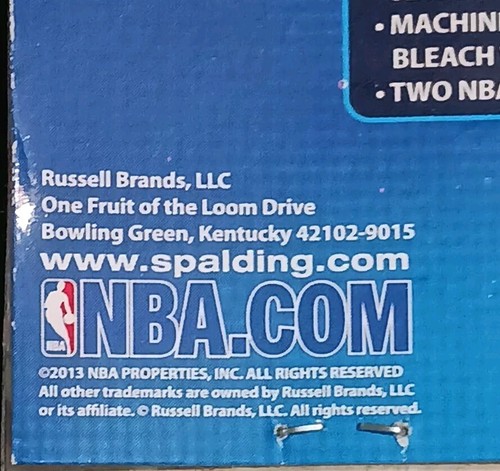 • MACHIN
BLEACH
• TWO NBA
Russell Brands, LLC
One Fruit of the Loom Drive
Bowling Green, Kentucky 42102-9015
www.spalding.com
NBA
NBA.COM
©2013 NBA PROPERTIES, INC. ALL RIGHTS RESERVED
All other trademarks are owned by Russell Brands, LLC
or its affiliate. © Russell Brands, LLC. All rights reserved.